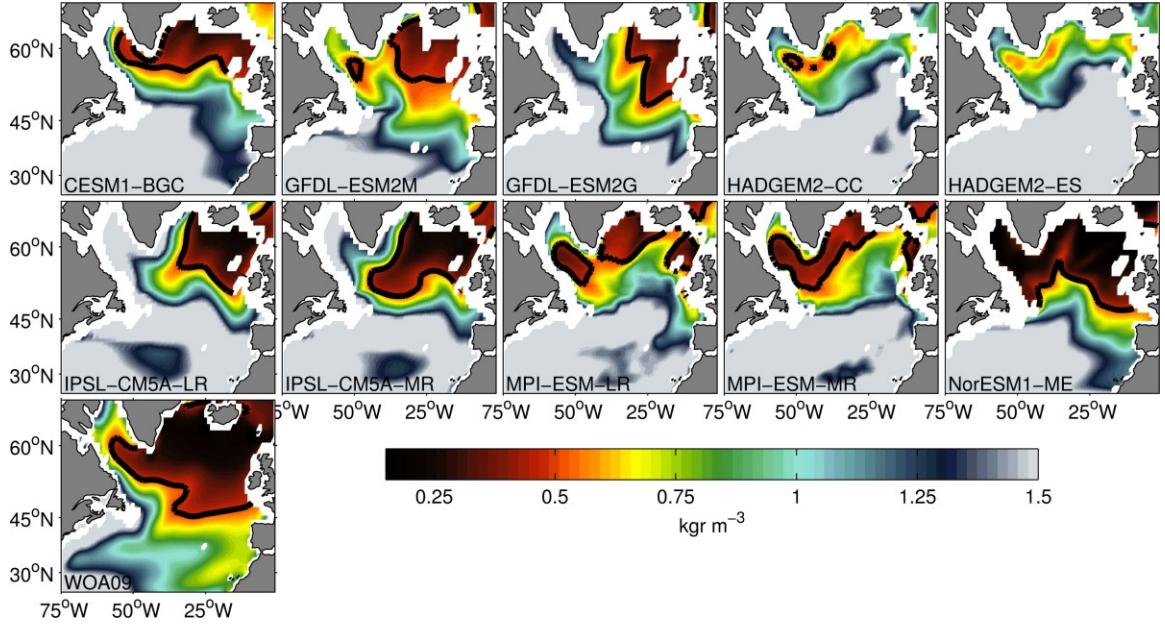 60°N
45°N
30°N
CESM1−BGC
GFDL−ESM2M
GFDL−ESM2G
HADGEM2−CC
HADGEM2−ES
60°N
45°N
30°N
IPSL−CM5A−LR
IPSL−CM5A−MR
MPI−ESM−LR
MPI−ESM−MR
NorESM1−ME
75°W 50°W 25°W 75°W 50°W 25°W 75°W 50°W 25°W 75°W 50°W 25°W
60°N
45°N
30°N
WOA09
75°W 50°W 25°W
0.25 0.5 0.75 1 1.25 1.5
kgr m⁻³